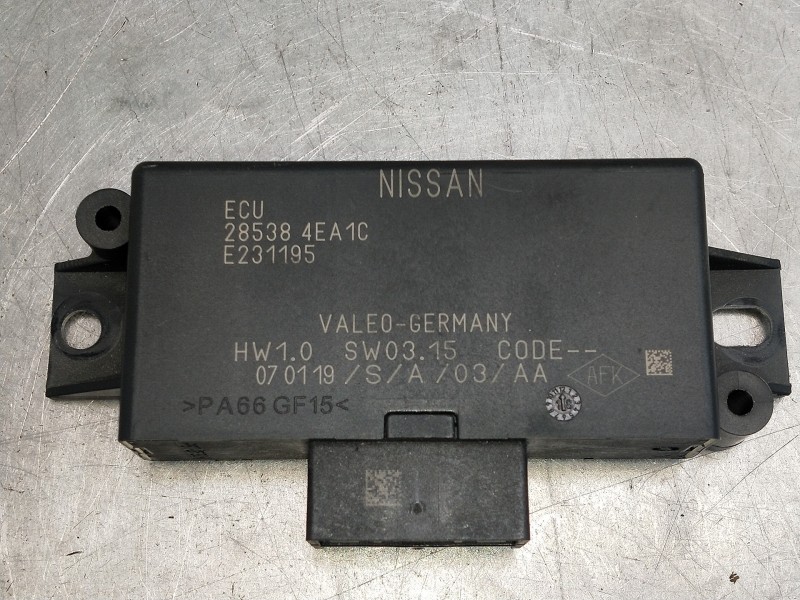 NISSAN
ECU
28538 4EA1C
E231195
VALEO-GERMANY
HW1.0 SW03.15 CODE--
070119/S/A/03/AA
AFK
>PA66 GF15<